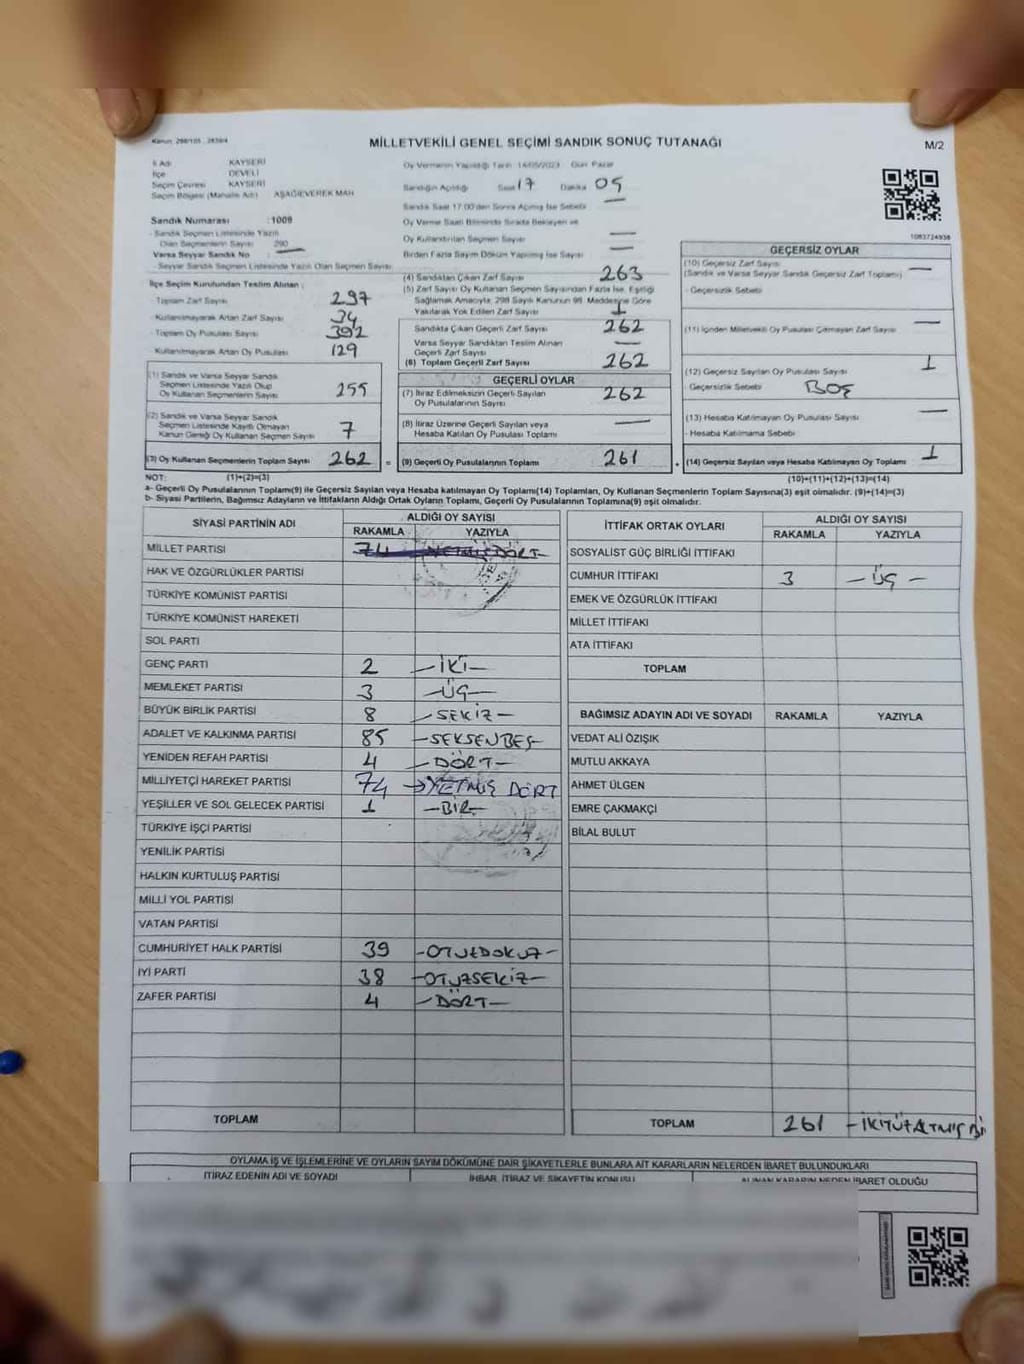 Kanun: 298/105 , 2839/4
MİLLETVEKİLİ GENEL SEÇİMİ SANDIK SONUÇ TUTANAĞI
M/2
İl Adı KAYSERİ
İlçe DEVELİ
Seçim Çevresi KAYSERİ
Seçim Bölgesi (Mahalle Adı) AŞAĞIEVEREK MAH
Sandık Numarası :1009
- Sandık Seçmen Listesinde Yazılı
Olan Seçmenlerin Sayısı 290
Varsa Seyyar Sandık No
- Seyyar Sandık Seçmen Listesinde Yazılı Olan Seçmen Sayısı
İlçe Seçim Kurulundan Teslim Alınan :
Toplam Zarf Sayısı 297
Kullanılmayarak Artan Zarf Sayısı 34
Toplam Oy Pusulası Sayısı 392
Kullanılmayarak Artan Oy Pusulası 129
(1) Sandık ve Varsa Seyyar Sandık
Seçmen Listesinde Yazılı Olup
Oy Kullanan Seçmenlerin Sayısı 255
(2) Sandık ve Varsa Seyyar Sandık
Seçmen Listesinde Kayıtlı Olmayan
Kanun Gereği Oy Kullanan Seçmen Sayısı 7
(3) Oy Kullanan Seçmenlerin Toplam Sayısı 262 =
Oy Vermenin Yapıldığı Tarih 14/05/2023 Gün Pazar
Sandığın Açıldığı Saat 17 Dakika 05
Sandık Saat 17.00'den Sonra Açılmış İse Sebebi —
Oy Verme Saati Bitiminde Sırada Bekleyen ve
Oy Kullandırılan Seçmen Sayısı —
Birden Fazla Sayım Döküm Yapılmış İse Sayısı —
(4) Sandıktan Çıkan Zarf Sayısı 263
(5) Zarf Sayısı Oy Kullanan Seçmen Sayısından Fazla İse, Eşitliği
Sağlamak Amacıyla, 298 Sayılı Kanunun 98. Maddesine Göre
Yakılarak Yok Edilen Zarf Sayısı 1
Sandıkta Çıkan Geçerli Zarf Sayısı 262
Varsa Seyyar Sandıktan Teslim Alınan
Geçerli Zarf Sayısı —
(6) Toplam Geçerli Zarf Sayısı 262
GEÇERLİ OYLAR
(7) İtiraz Edilmeksizin Geçerli Sayılan
Oy Pusulalarının Sayısı 262
(8) İtiraz Üzerine Geçerli Sayılan veya
Hesaba Katılan Oy Pusulası Toplamı —
(9) Geçerli Oy Pusulalarının Toplamı 261 +
1083724938
GEÇERSİZ OYLAR
(10) Geçersiz Zarf Sayısı
(Sandık ve Varsa Seyyar Sandık Geçersiz Zarf Toplamı) —
- Geçersizlik Sebebi
(11) İçinden Milletvekili Oy Pusulası Çıkmayan Zarf Sayısı —
(12) Geçersiz Sayılan Oy Pusulası Sayısı 1
- Geçersizlik Sebebi BOŞ
(13) Hesaba Katılmayan Oy Pusulası Sayısı —
- Hesaba Katılmama Sebebi
(14) Geçersiz Sayılan veya Hesaba Katılmayan Oy Toplamı 1
NOT: (1)+(2)=(3) (10)+(11)+(12)+(13)=(14)
a- Geçerli Oy Pusulalarının Toplamı(9) ile Geçersiz Sayılan veya Hesaba katılmayan Oy Toplamı(14) Toplamları, Oy Kullanan Seçmenlerin Toplam Sayısına(3) eşit olmalıdır. (9)+(14)=(3)
b- Siyasi Partilerin, Bağımsız Adayların ve İttifakların Aldığı Oyların Toplamı, Geçerli Oy Pusulalarının Toplamına(9) eşit olmalıdır.
SİYASİ PARTİNİN ADI ALDIĞI OY SAYISI
RAKAMLA YAZIYLA
MİLLET PARTİSİ 74 YETMİŞDÖRT-
HAK VE ÖZGÜRLÜKLER PARTİSİ
TÜRKİYE KOMÜNİST PARTİSİ
TÜRKİYE KOMÜNİST HAREKETİ
SOL PARTİ
GENÇ PARTİ 2 -İKİ-
MEMLEKET PARTİSİ 3 -ÜÇ-
BÜYÜK BİRLİK PARTİSİ 8 -SEKİZ-
ADALET VE KALKINMA PARTİSİ 85 -SEKSENBEŞ-
YENİDEN REFAH PARTİSİ 4 -DÖRT-
MİLLİYETÇİ HAREKET PARTİSİ 74 →YETMİŞ DÖRT
YEŞİLLER VE SOL GELECEK PARTİSİ 1 -BİR-
TÜRKİYE İŞÇİ PARTİSİ
YENİLİK PARTİSİ
HALKIN KURTULUŞ PARTİSİ
MİLLİ YOL PARTİSİ
VATAN PARTİSİ
CUMHURİYET HALK PARTİSİ 39 -OTUZDOKUZ-
İYİ PARTİ 38 -OTUZSEKİZ-
ZAFER PARTİSİ 4 -DÖRT-
TOPLAM
İTTİFAK ORTAK OYLARI ALDIĞI OY SAYISI
RAKAMLA YAZIYLA
SOSYALİST GÜÇ BİRLİĞİ İTTİFAKI
CUMHUR İTTİFAKI 3 -ÜÇ-
EMEK VE ÖZGÜRLÜK İTTİFAKI
MİLLET İTTİFAKI
ATA İTTİFAKI
TOPLAM
BAĞIMSIZ ADAYIN ADI VE SOYADI RAKAMLA YAZIYLA
VEDAT ALİ ÖZIŞIK
MUTLU AKKAYA
AHMET ÜLGEN
EMRE ÇAKMAKÇİ
BİLAL BULUT
TOPLAM 261 -İKİYÜZALTMIŞ Bİ
OYLAMA İŞ VE İŞLEMLERİNE VE OYLARIN SAYIM DÖKÜMÜNE DAİR ŞİKAYETLERLE BUNLARA AİT KARARLARIN NELERDEN İBARET BULUNDUKLARI
İTİRAZ EDENİN ADI VE SOYADI İHBAR, İTİRAZ VE ŞİKAYETİN KONUSU ALINAN KARARIN NEDEN İBARET OLDUĞU